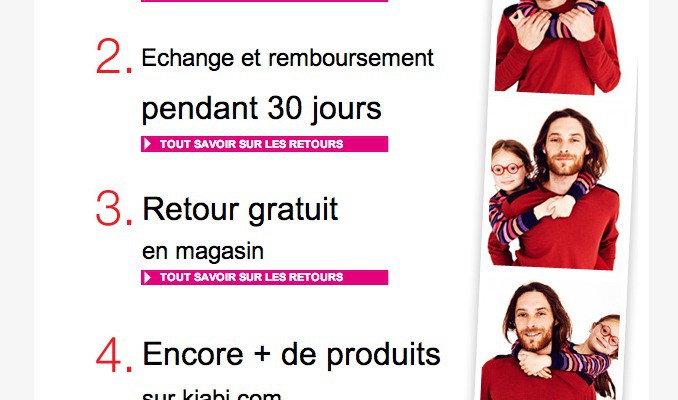 2. Echange et remboursement
pendant 30 jours
TOUT SAVOIR SUR LES RETOURS
3. Retour gratuit
en magasin
TOUT SAVOIR SUR LES RETOURS
4. Encore + de produits
sur kiabi.com